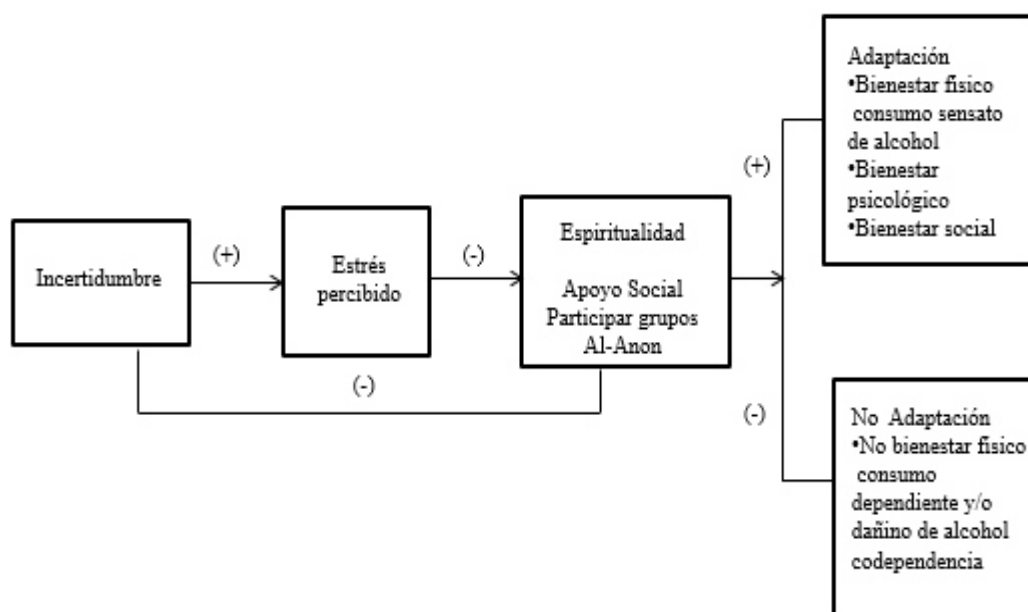 Incertidumbre
(+)
Estrés
percibido
(-)
(-)
Espiritualidad
Apoyo Social
Participar grupos
Al-Anon
(+)
(-)
Adaptación
•Bienestar físico
consumo sensato
de alcohol
•Bienestar
psicológico
•Bienestar social
No Adaptación
•No bienestar físico
consumo
dependiente y/o
dañino de alcohol
codependencia